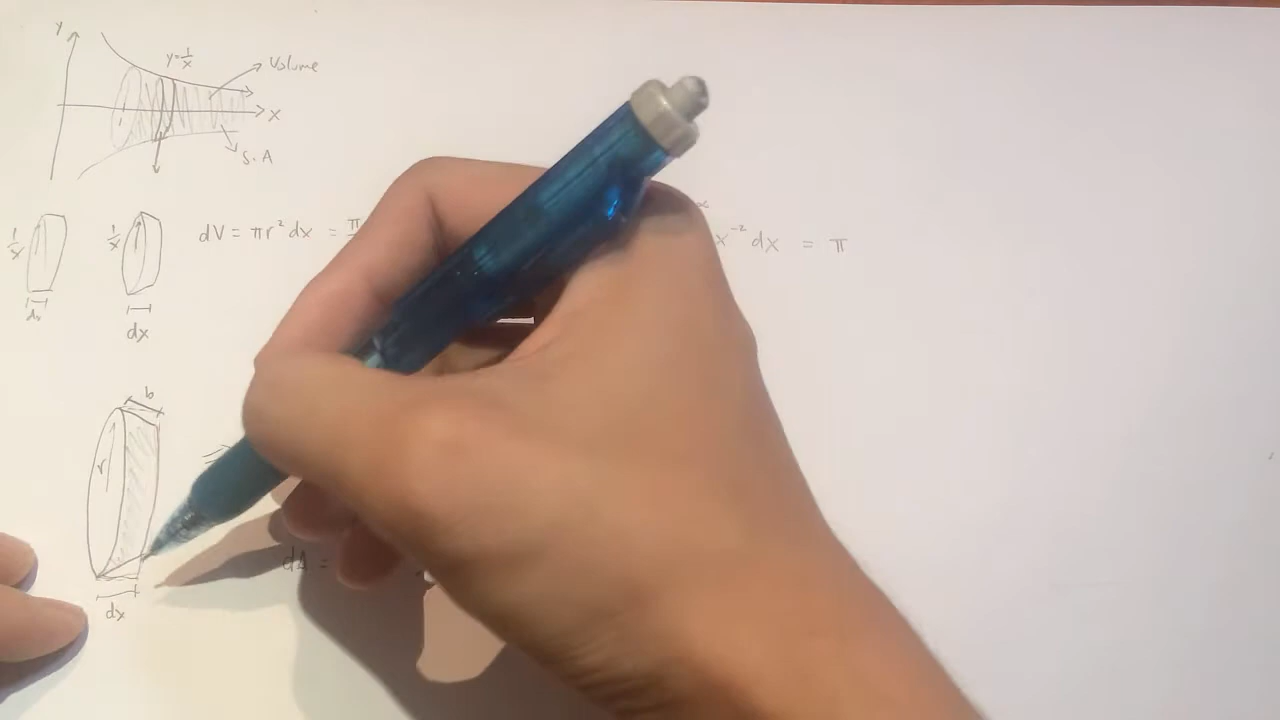 y
y=1/x
Volume
x
S.A
1/x
1/x
dV = πr² dx = π
x⁻² dx = π
dx
dx
b
r
dA =
dx